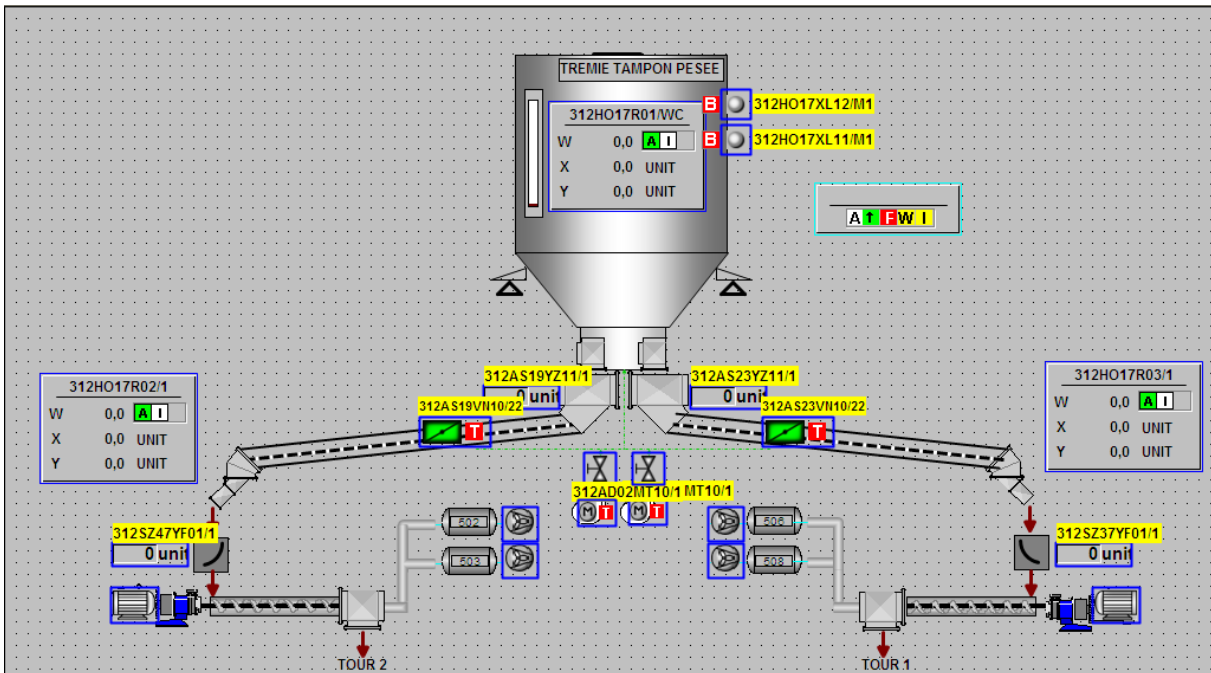 TREMIE TAMPON PESEE
B 312HO17XL12/M1
312HO17R01/WC
W 0,0 A I
B 312HO17XL11/M1
X 0,0 UNIT
Y 0,0 UNIT
A ↑ F W I
312HO17R02/1
W 0,0 A I
X 0,0 UNIT
Y 0,0 UNIT
312AS19YZ11/1
0 unit
312AS23YZ11/1
0 unit
312AS19VN10/22
T
312AS23VN10/22
T
312HO17R03/1
W 0,0 A I
X 0,0 UNIT
Y 0,0 UNIT
312AD02MT10/1 MT10/1
M T M T
502
503
506
508
312SZ47YF01/1
0 unit
312SZ37YF01/1
0 unit
TOUR 2
TOUR 1